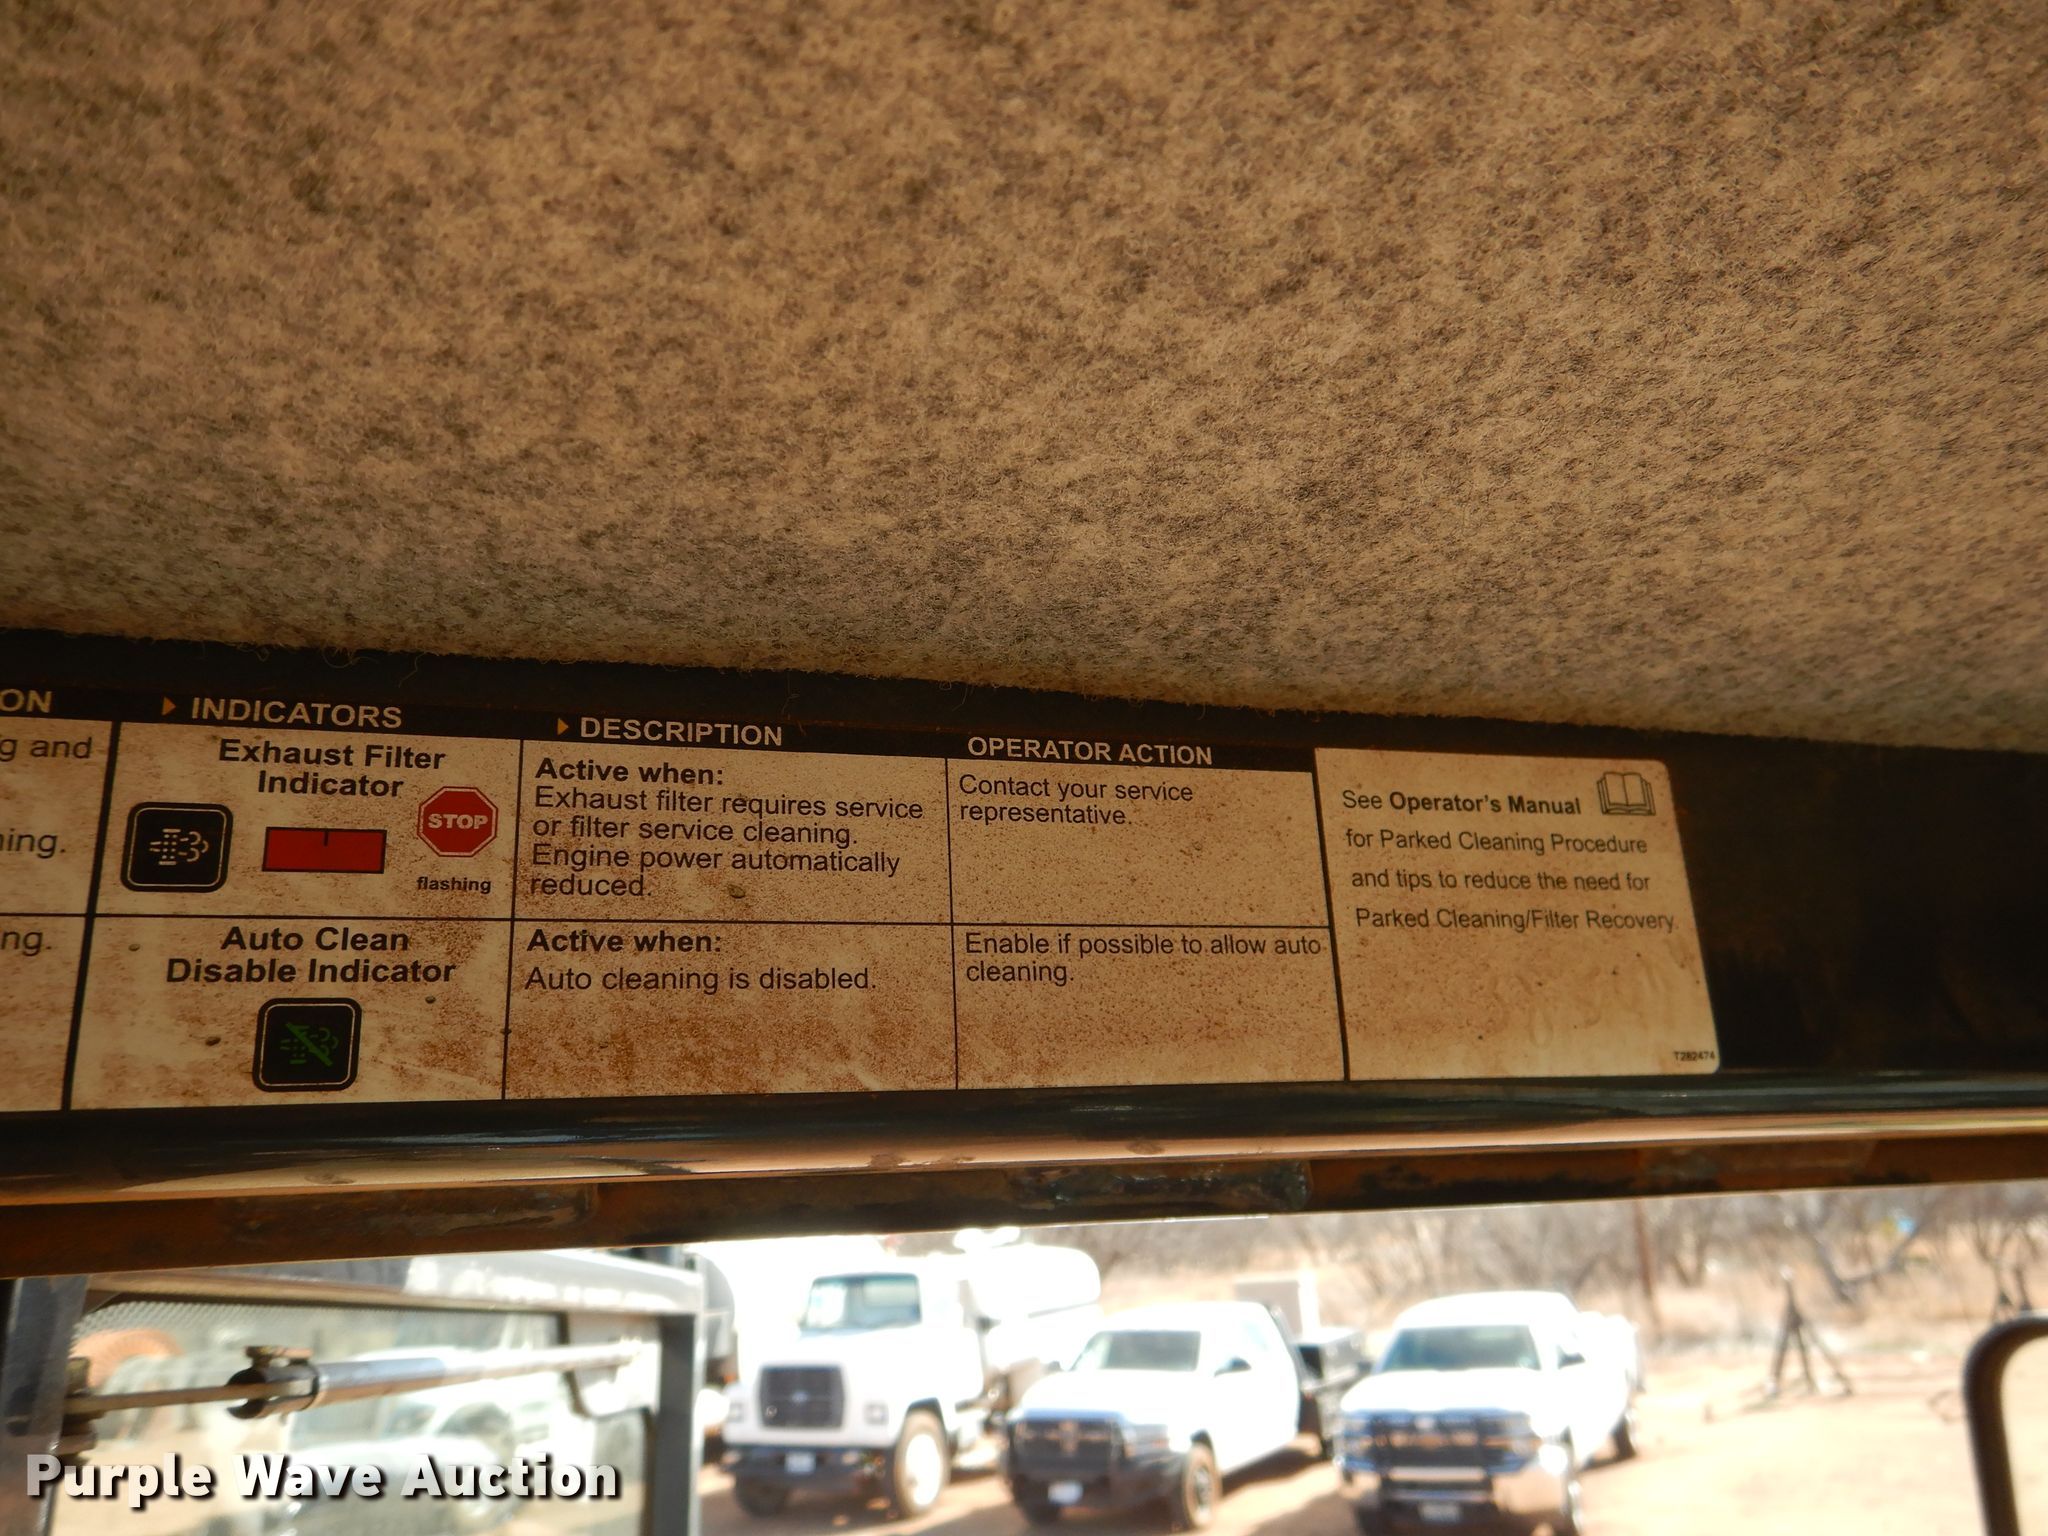 ON
g and
ing.
ng.
INDICATORS
Exhaust Filter
Indicator
STOP
flashing
Auto Clean
Disable Indicator
DESCRIPTION
Active when:
Exhaust filter requires service
or filter service cleaning.
Engine power automatically
reduced.
Active when:
Auto cleaning is disabled.
OPERATOR ACTION
Contact your service
representative.
Enable if possible to allow auto
cleaning.
See Operator's Manual
for Parked Cleaning Procedure
and tips to reduce the need for
Parked Cleaning/Filter Recovery.
T282474
Purple Wave Auction